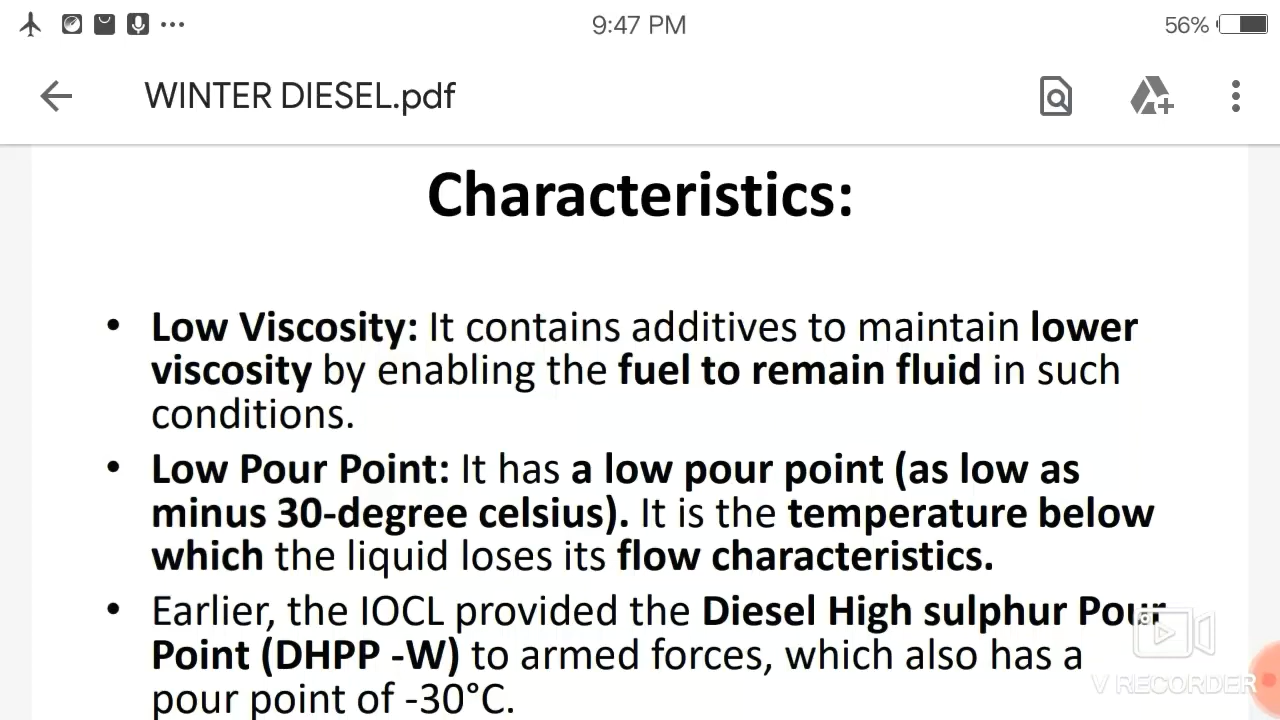 9:47 PM
56%
WINTER DIESEL.pdf
Characteristics:
• Low Viscosity: It contains additives to maintain lower
viscosity by enabling the fuel to remain fluid in such
conditions.
• Low Pour Point: It has a low pour point (as low as
minus 30-degree celsius). It is the temperature below
which the liquid loses its flow characteristics.
• Earlier, the IOCL provided the Diesel High sulphur Pour
Point (DHPP -W) to armed forces, which also has a
pour point of -30°C.
V RECORDER